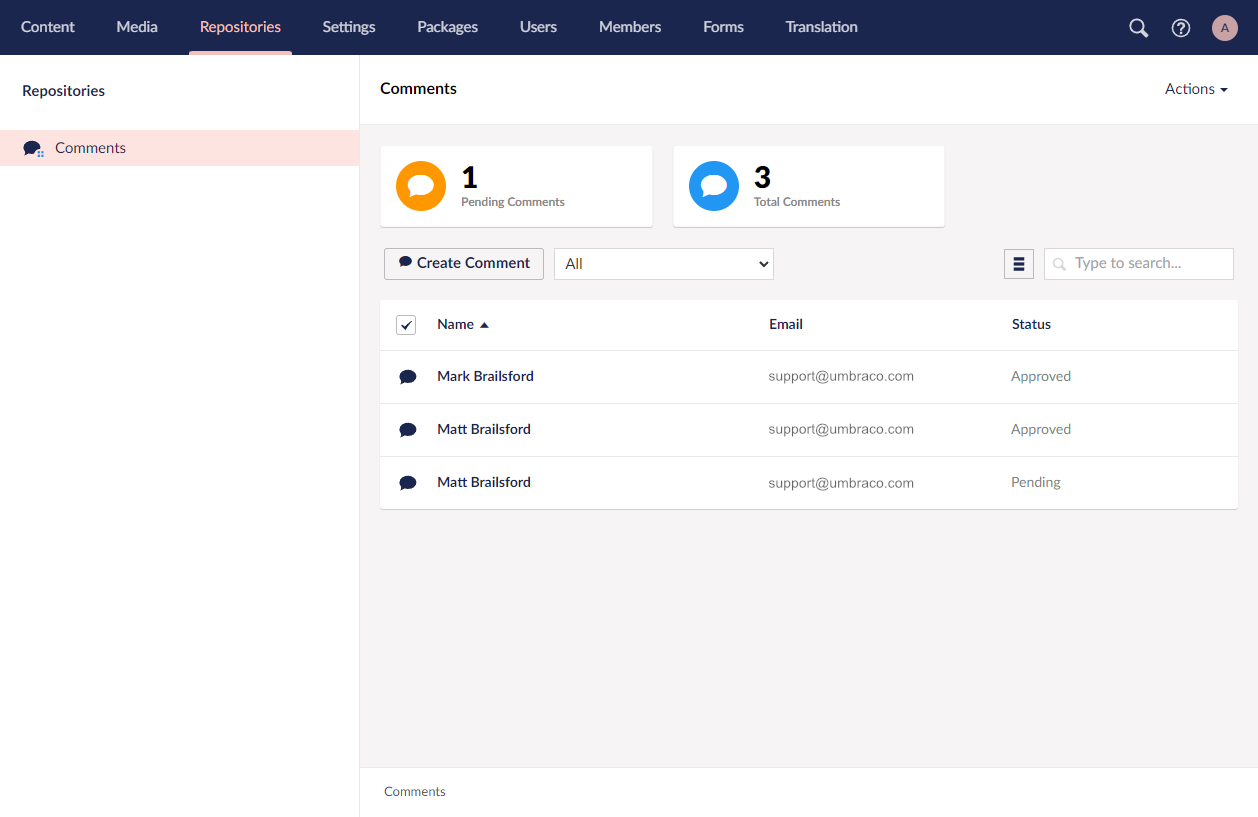 Content Media Repositories Settings Packages Users Members Forms Translation A
Repositories
Comments
Actions
Comments
1
Pending Comments
3
Total Comments
Create Comment All Type to search...
Name Email Status
Mark Brailsford support@umbraco.com Approved
Matt Brailsford support@umbraco.com Approved
Matt Brailsford support@umbraco.com Pending
Comments